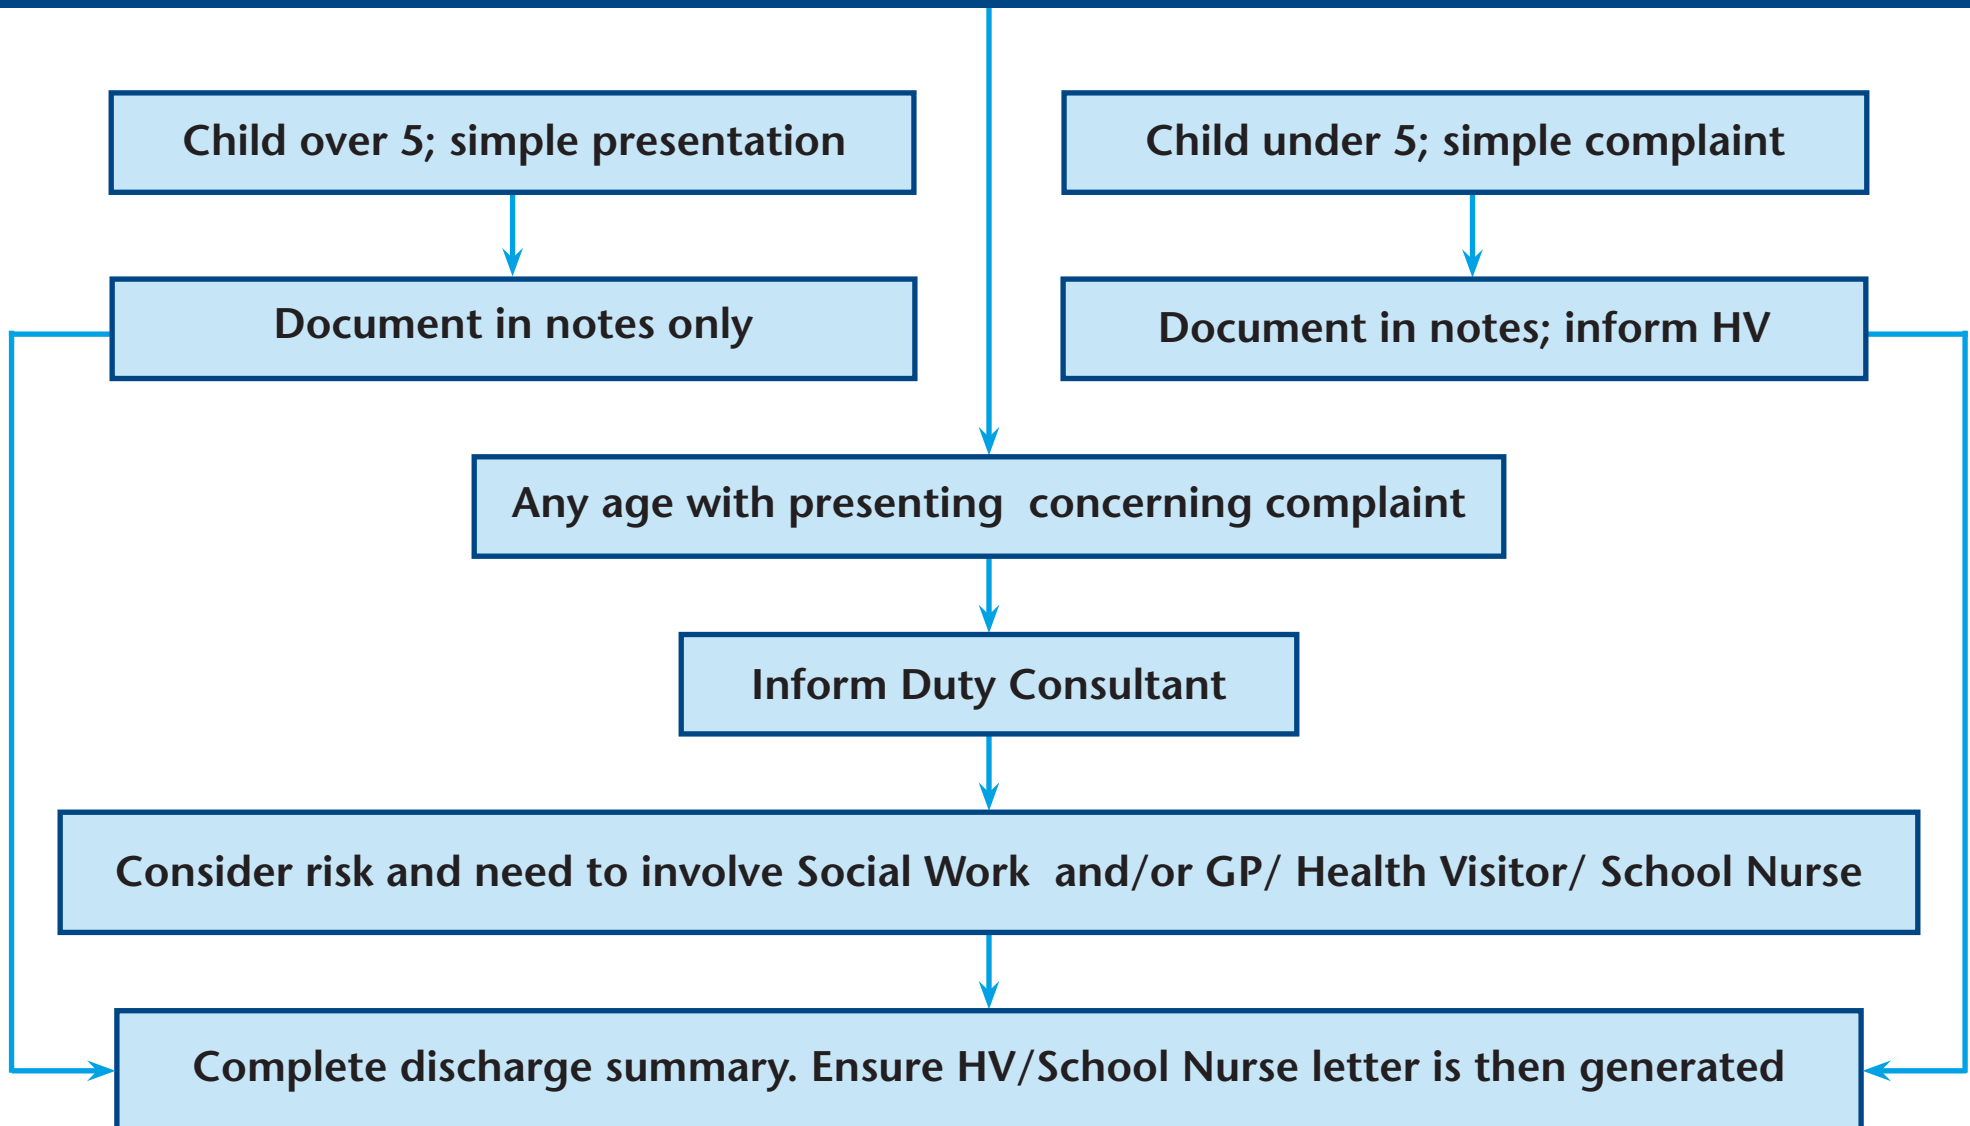 Child over 5; simple presentation
Child under 5; simple complaint
Document in notes only
Document in notes; inform HV
Any age with presenting  concerning complaint
Inform Duty Consultant
Consider risk and need to involve Social Work  and/or GP/ Health Visitor/ School Nurse
Complete discharge summary. Ensure HV/School Nurse letter is then generated